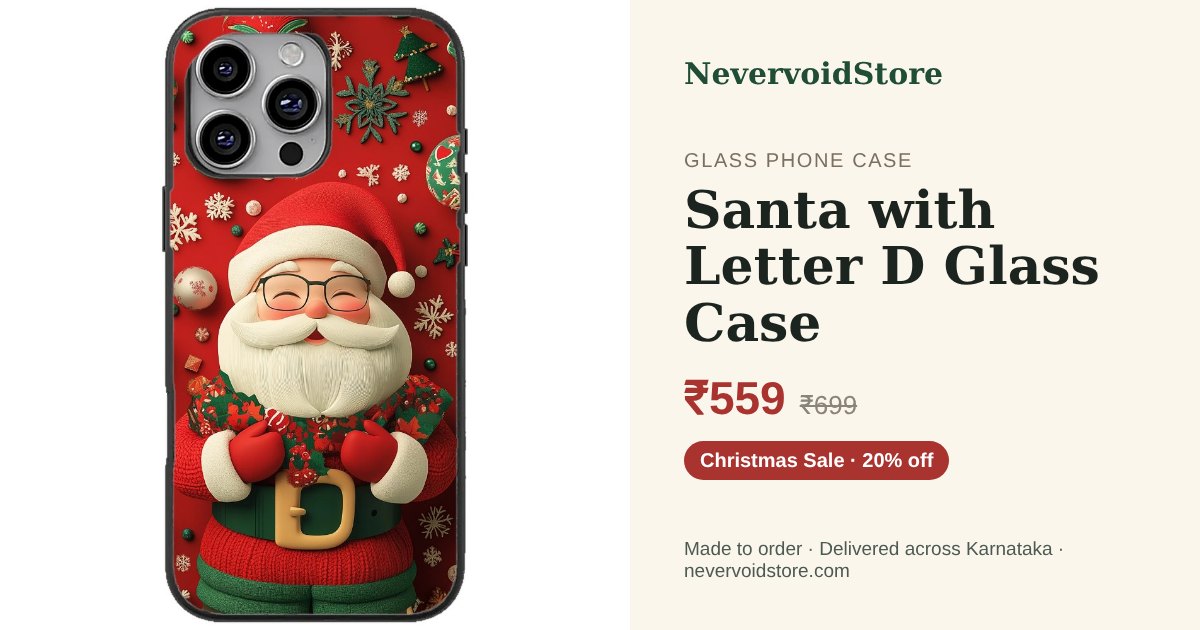 NevervoidStore
GLASS PHONE CASE
Santa with
Letter D Glass
Case
₹559 ₹699
Christmas Sale · 20% off
Made to order · Delivered across Karnataka ·
nevervoidstore.com
D